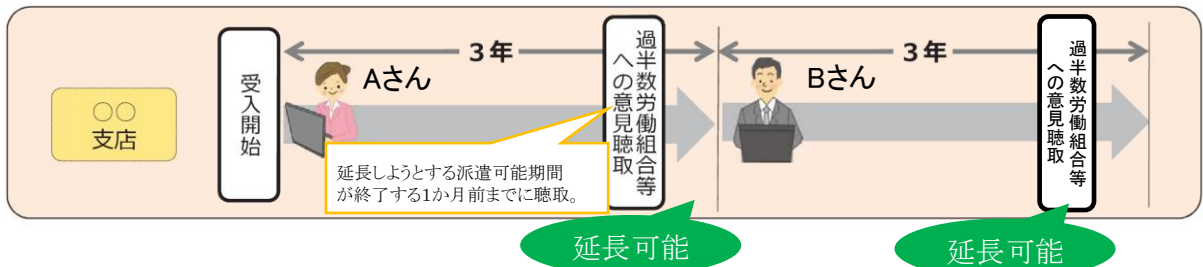 ○○
支店
受入開始
3年
Aさん
延長しようとする派遣可能期間
が終了する1か月前までに聴取。
過半数労働組合等
への意見聴取
延長可能
3年
Bさん
過半数労働組合等
への意見聴取
延長可能